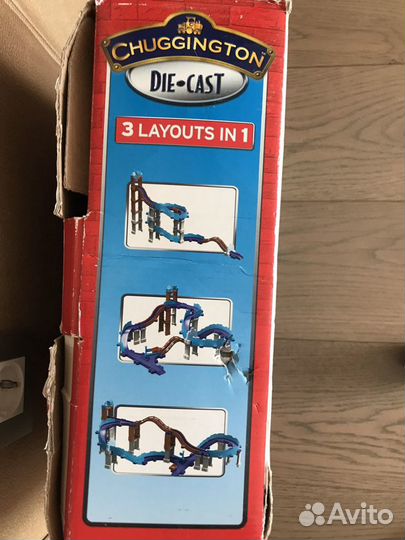 CHUGGINGTON
DIE-CAST
3 LAYOUTS IN 1
Avito